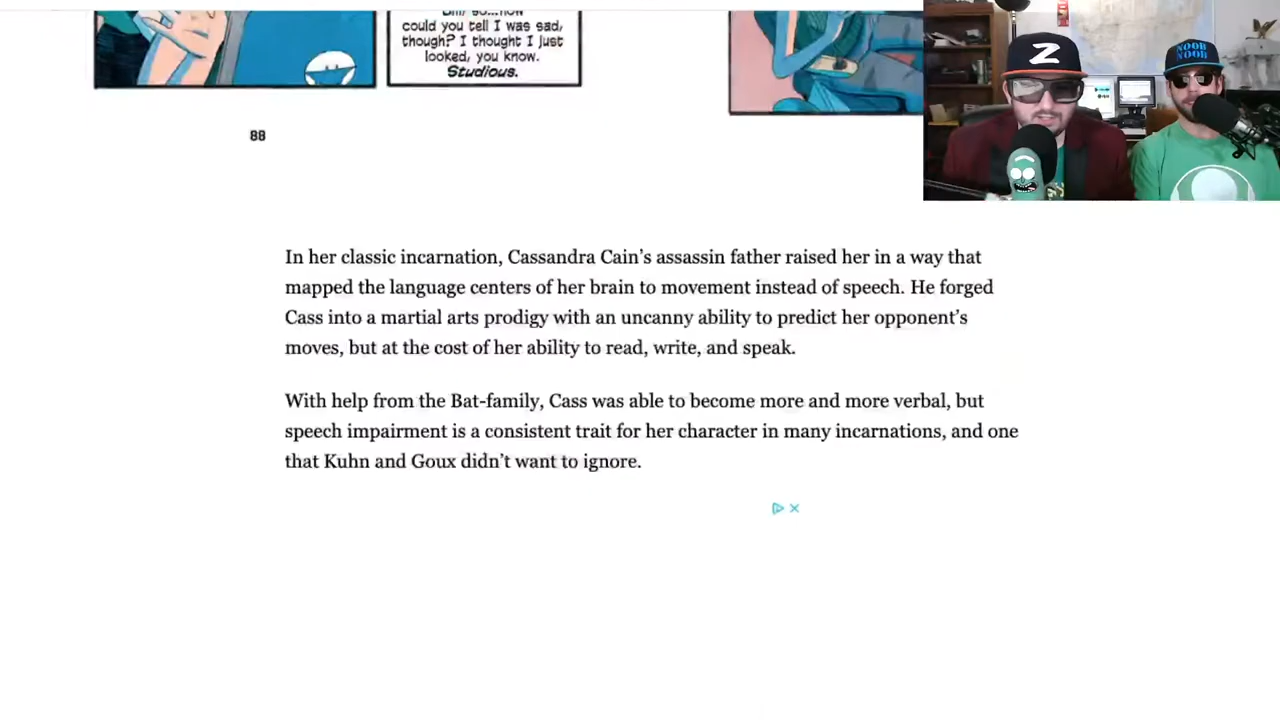 could you tell I was sad,
though? I thought I just
looked, you know.
Studious.
88
Z
NOOB
NOOB
In her classic incarnation, Cassandra Cain’s assassin father raised her in a way that
mapped the language centers of her brain to movement instead of speech. He forged
Cass into a martial arts prodigy with an uncanny ability to predict her opponent’s
moves, but at the cost of her ability to read, write, and speak.
With help from the Bat-family, Cass was able to become more and more verbal, but
speech impairment is a consistent trait for her character in many incarnations, and one
that Kuhn and Goux didn’t want to ignore.